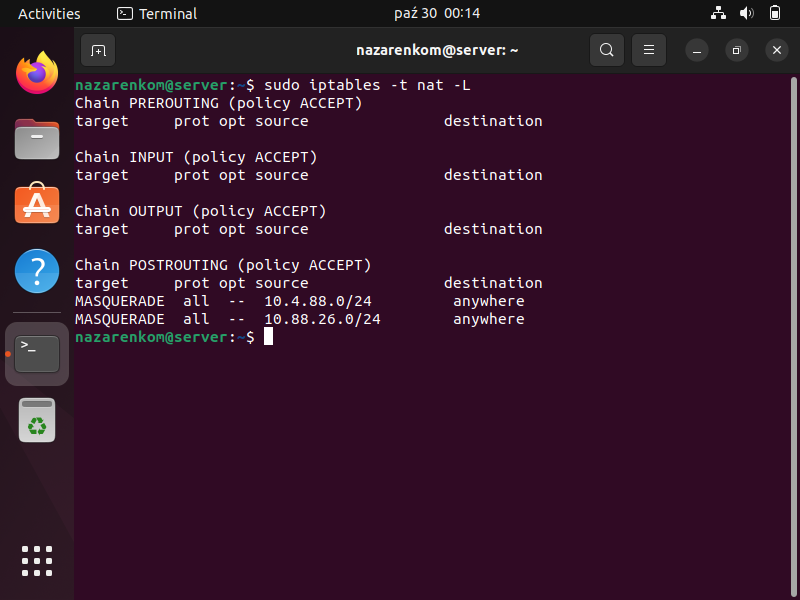 Activities Terminal paź 30 00:14
nazarenkom@server: ~
nazarenkom@server:~$ sudo iptables -t nat -L
Chain PREROUTING (policy ACCEPT)
target prot opt source destination
Chain INPUT (policy ACCEPT)
target prot opt source destination
Chain OUTPUT (policy ACCEPT)
target prot opt source destination
Chain POSTROUTING (policy ACCEPT)
target prot opt source destination
MASQUERADE all -- 10.4.88.0/24 anywhere
MASQUERADE all -- 10.88.26.0/24 anywhere
nazarenkom@server:~$